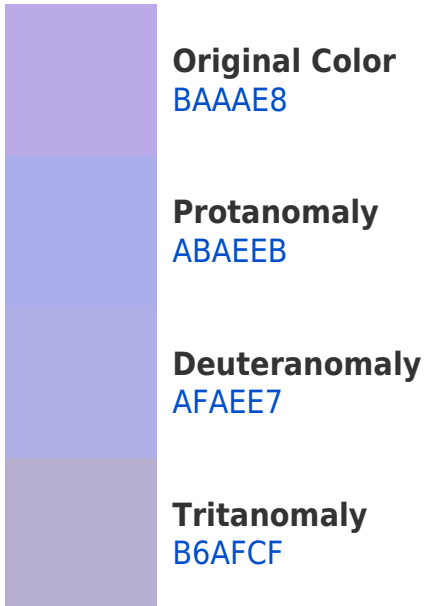 Original Color
BAAAE8
Protanomaly
ABAEEB
Deuteranomaly
AFAEE7
Tritanomaly
B6AFCF